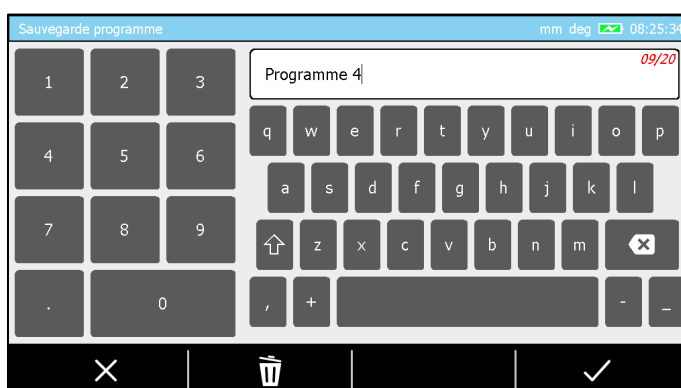 Sauvegarde programme mm deg 08:25:34
09/20
Programme 4
1 2 3
4 5 6
7 8 9
. 0
q w e r t y u i o p
a s d f g h j k l
z x c v b n m
, + - _